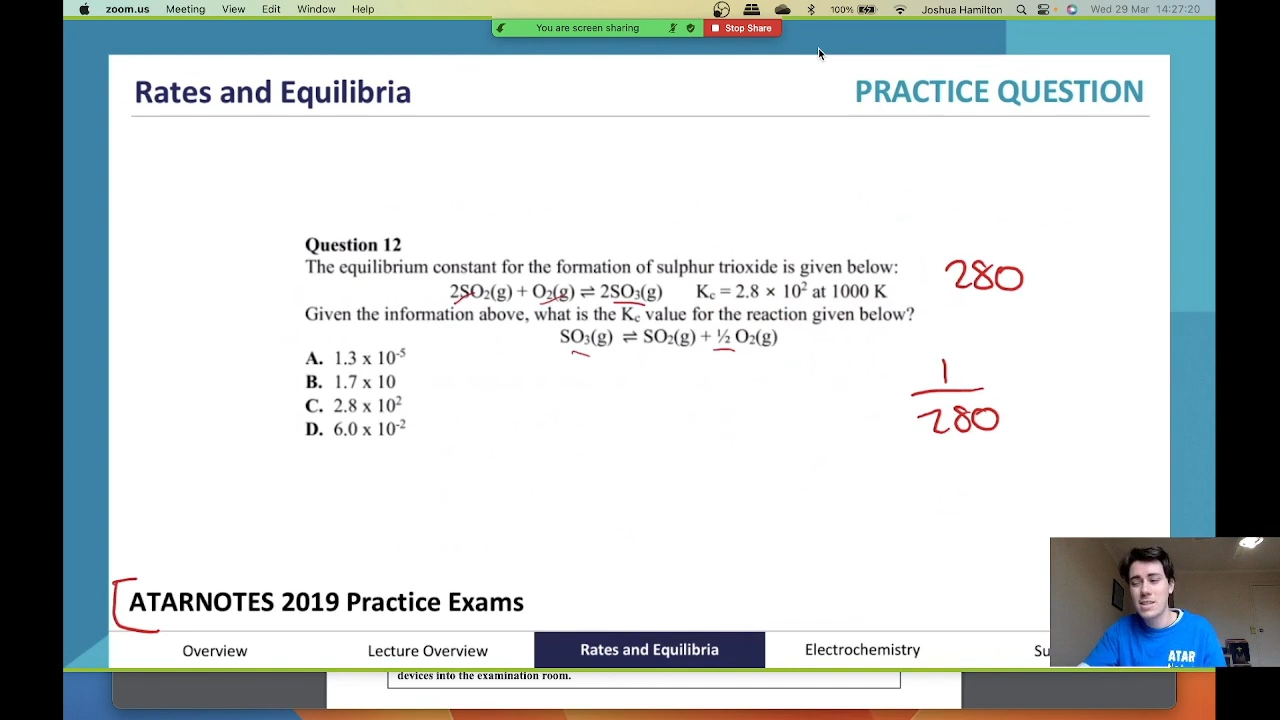 zoom.us Meeting View Edit Window Help 100% Joshua Hamilton Wed 29 Mar 14:27:20
You are screen sharing Stop Share
Rates and Equilibria PRACTICE QUESTION
Question 12
The equilibrium constant for the formation of sulphur trioxide is given below:
2SO₂(g) + O₂(g) ⇌ 2SO₃(g) K꜀ = 2.8 × 10² at 1000 K
280
Given the information above, what is the K꜀ value for the reaction given below?
SO₃(g) ⇌ SO₂(g) + ½ O₂(g)
A. 1.3 x 10⁻⁵
B. 1.7 x 10
C. 2.8 x 10²
D. 6.0 x 10⁻²
1
280
ATARNOTES 2019 Practice Exams
ATAR
Overview Lecture Overview Rates and Equilibria Electrochemistry Su
devices into the examination room.